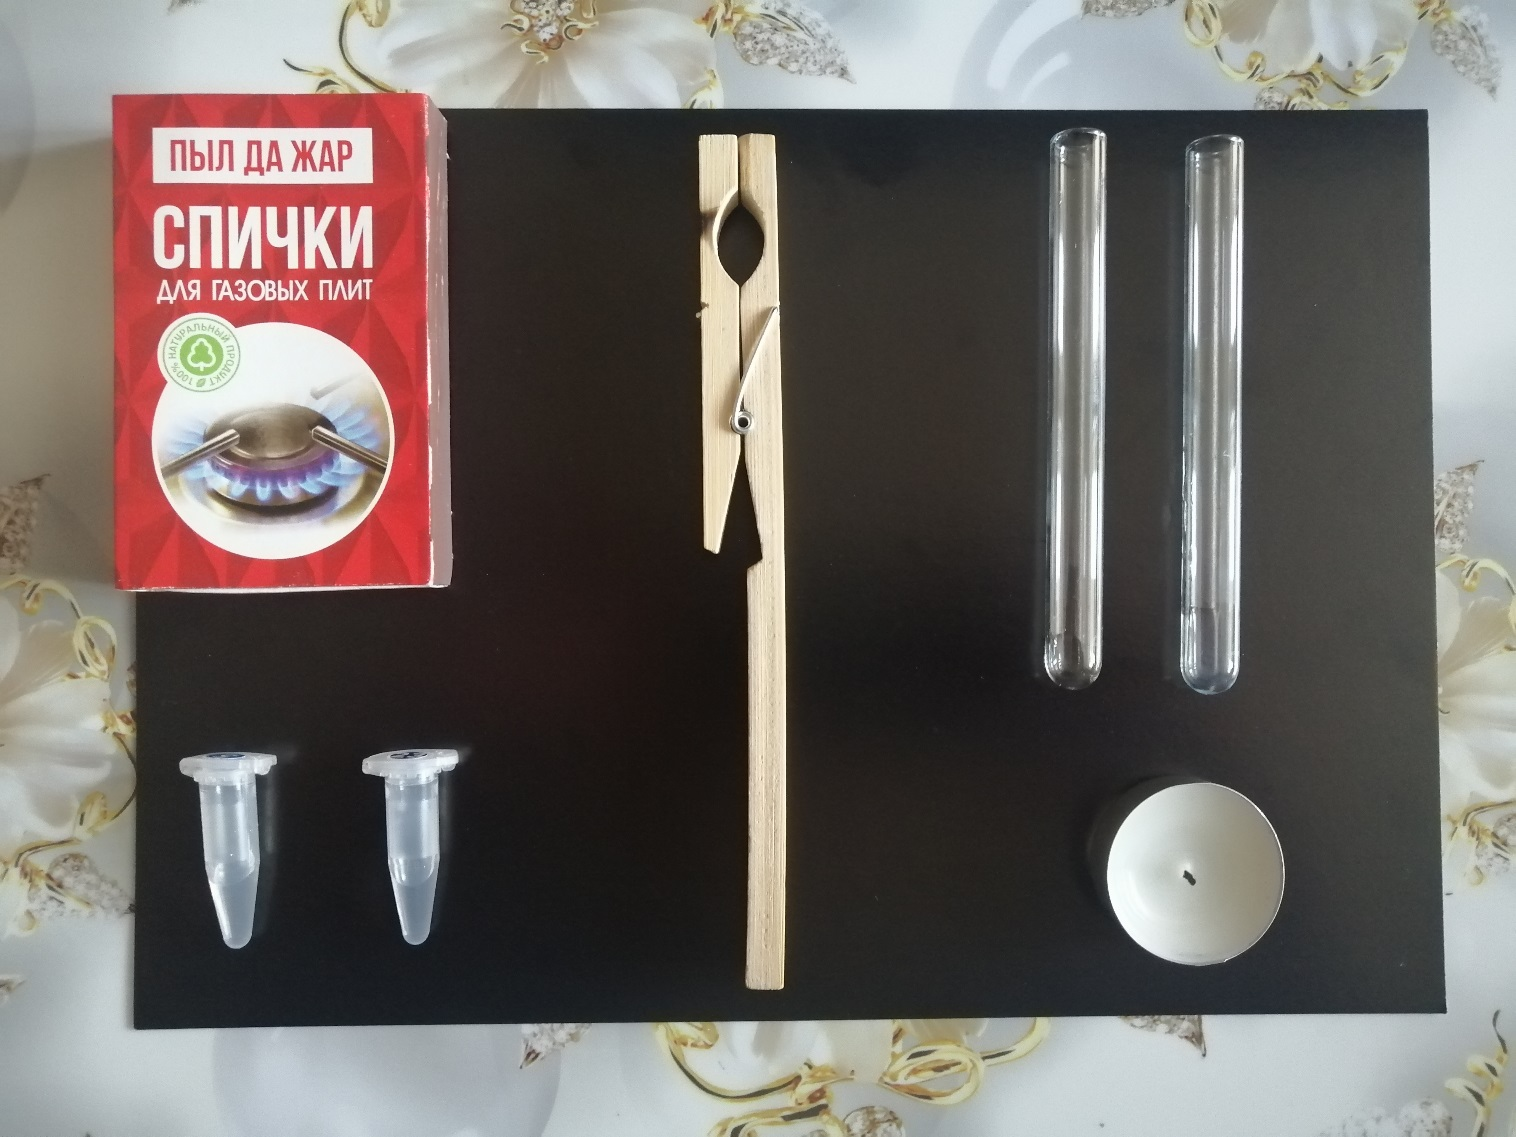 ПЫЛ ДА ЖАР
СПИЧКИ
ДЛЯ ГАЗОВЫХ ПЛИТ
100% НАТУРАЛЬНЫЙ ПРОДУКТ